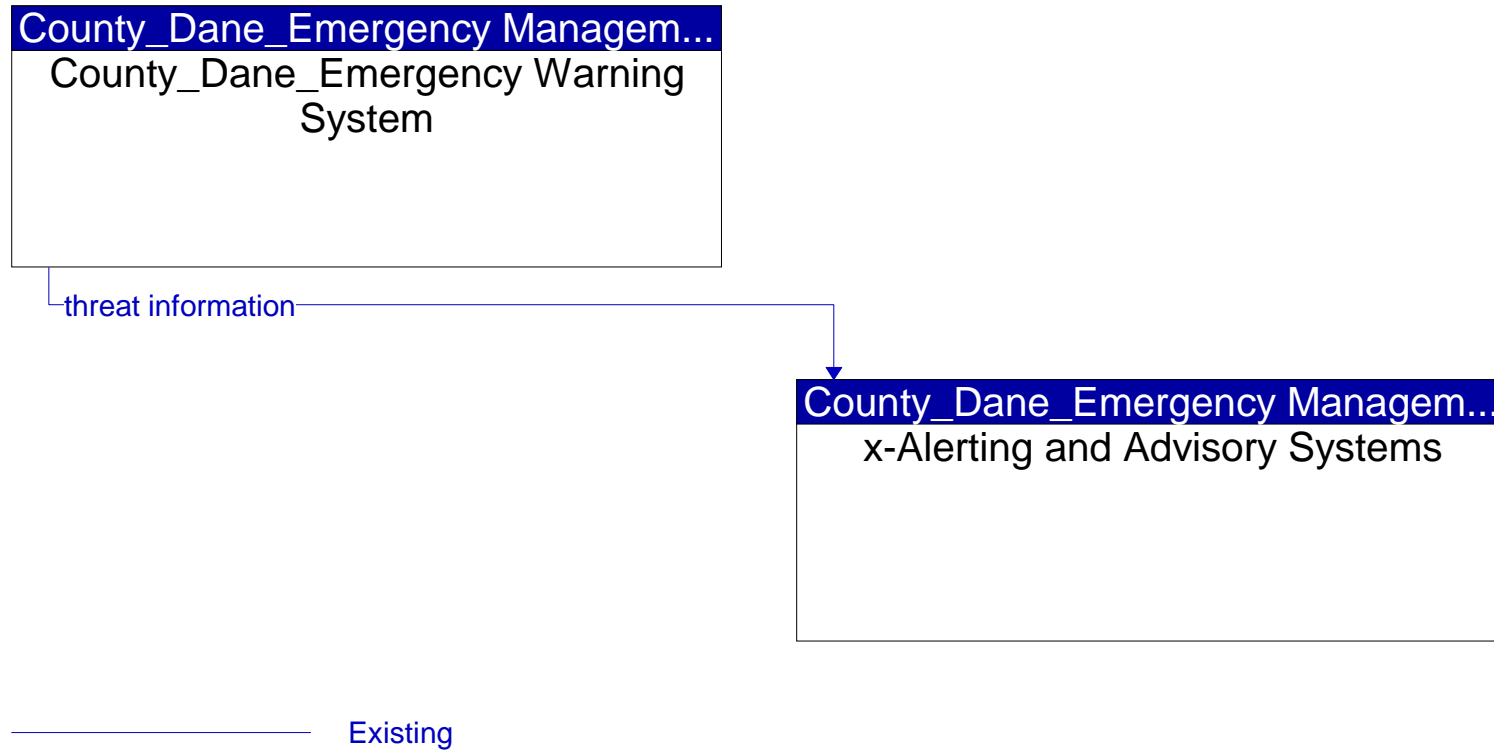 County_Dane_Emergency Managem...
County_Dane_Emergency Warning
System
threat information
County_Dane_Emergency Managem...
x-Alerting and Advisory Systems
Existing